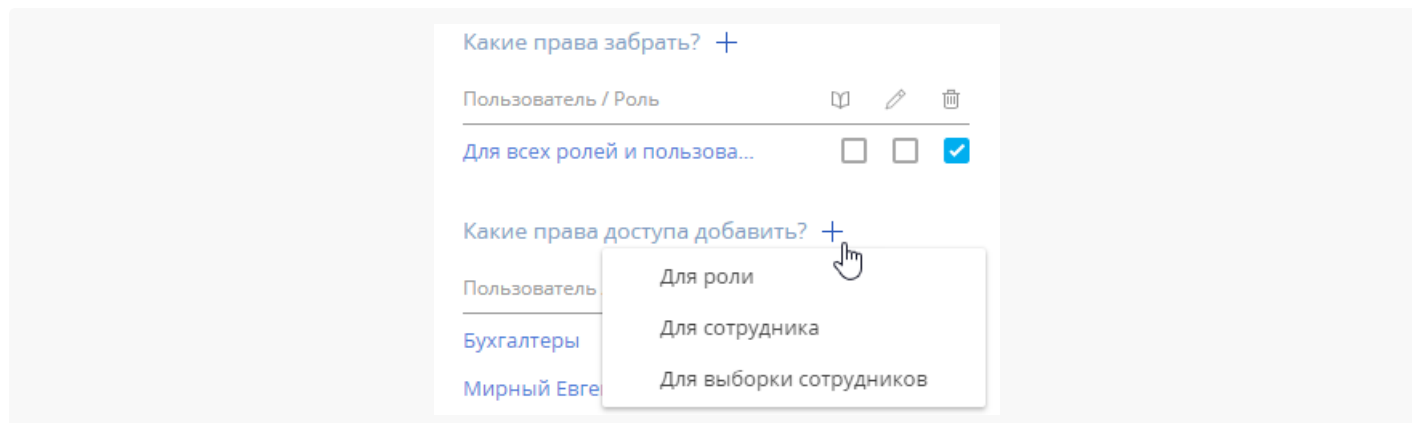 Какие права забрать?
Пользователь / Роль
Для всех ролей и пользова...
Какие права доступа добавить?
Для роли
Пользователь
Для сотрудника
Бухгалтеры
Для выборки сотрудников
Мирный Евге